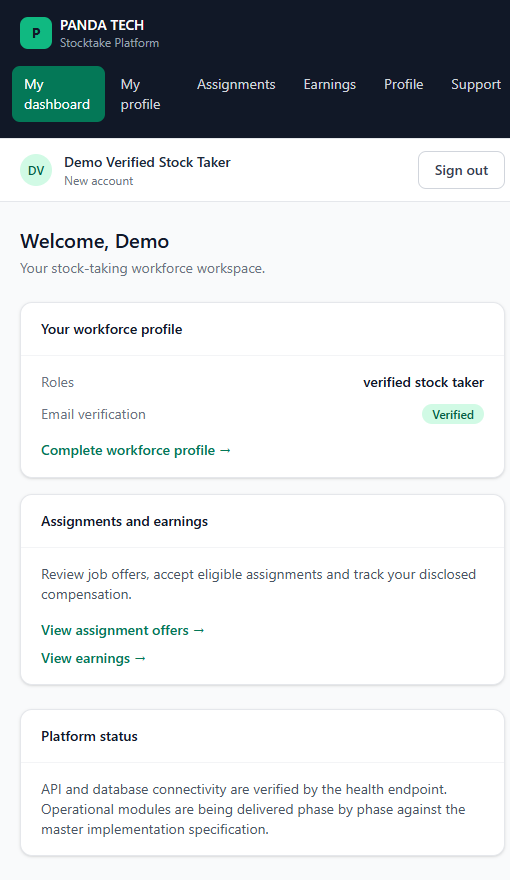 P
PANDA TECH
Stocktake Platform
My dashboard
My profile
Assignments
Earnings
Profile
Support
DV
Demo Verified Stock Taker
New account
Sign out
Welcome, Demo
Your stock-taking workforce workspace.
Your workforce profile
Roles
verified stock taker
Email verification
Verified
Complete workforce profile →
Assignments and earnings
Review job offers, accept eligible assignments and track your disclosed
compensation.
View assignment offers →
View earnings →
Platform status
API and database connectivity are verified by the health endpoint.
Operational modules are being delivered phase by phase against the
master implementation specification.